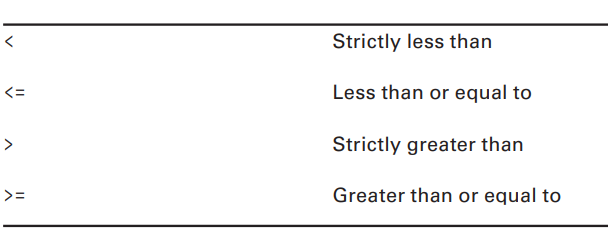 < Strictly less than
<= Less than or equal to
> Strictly greater than
>= Greater than or equal to